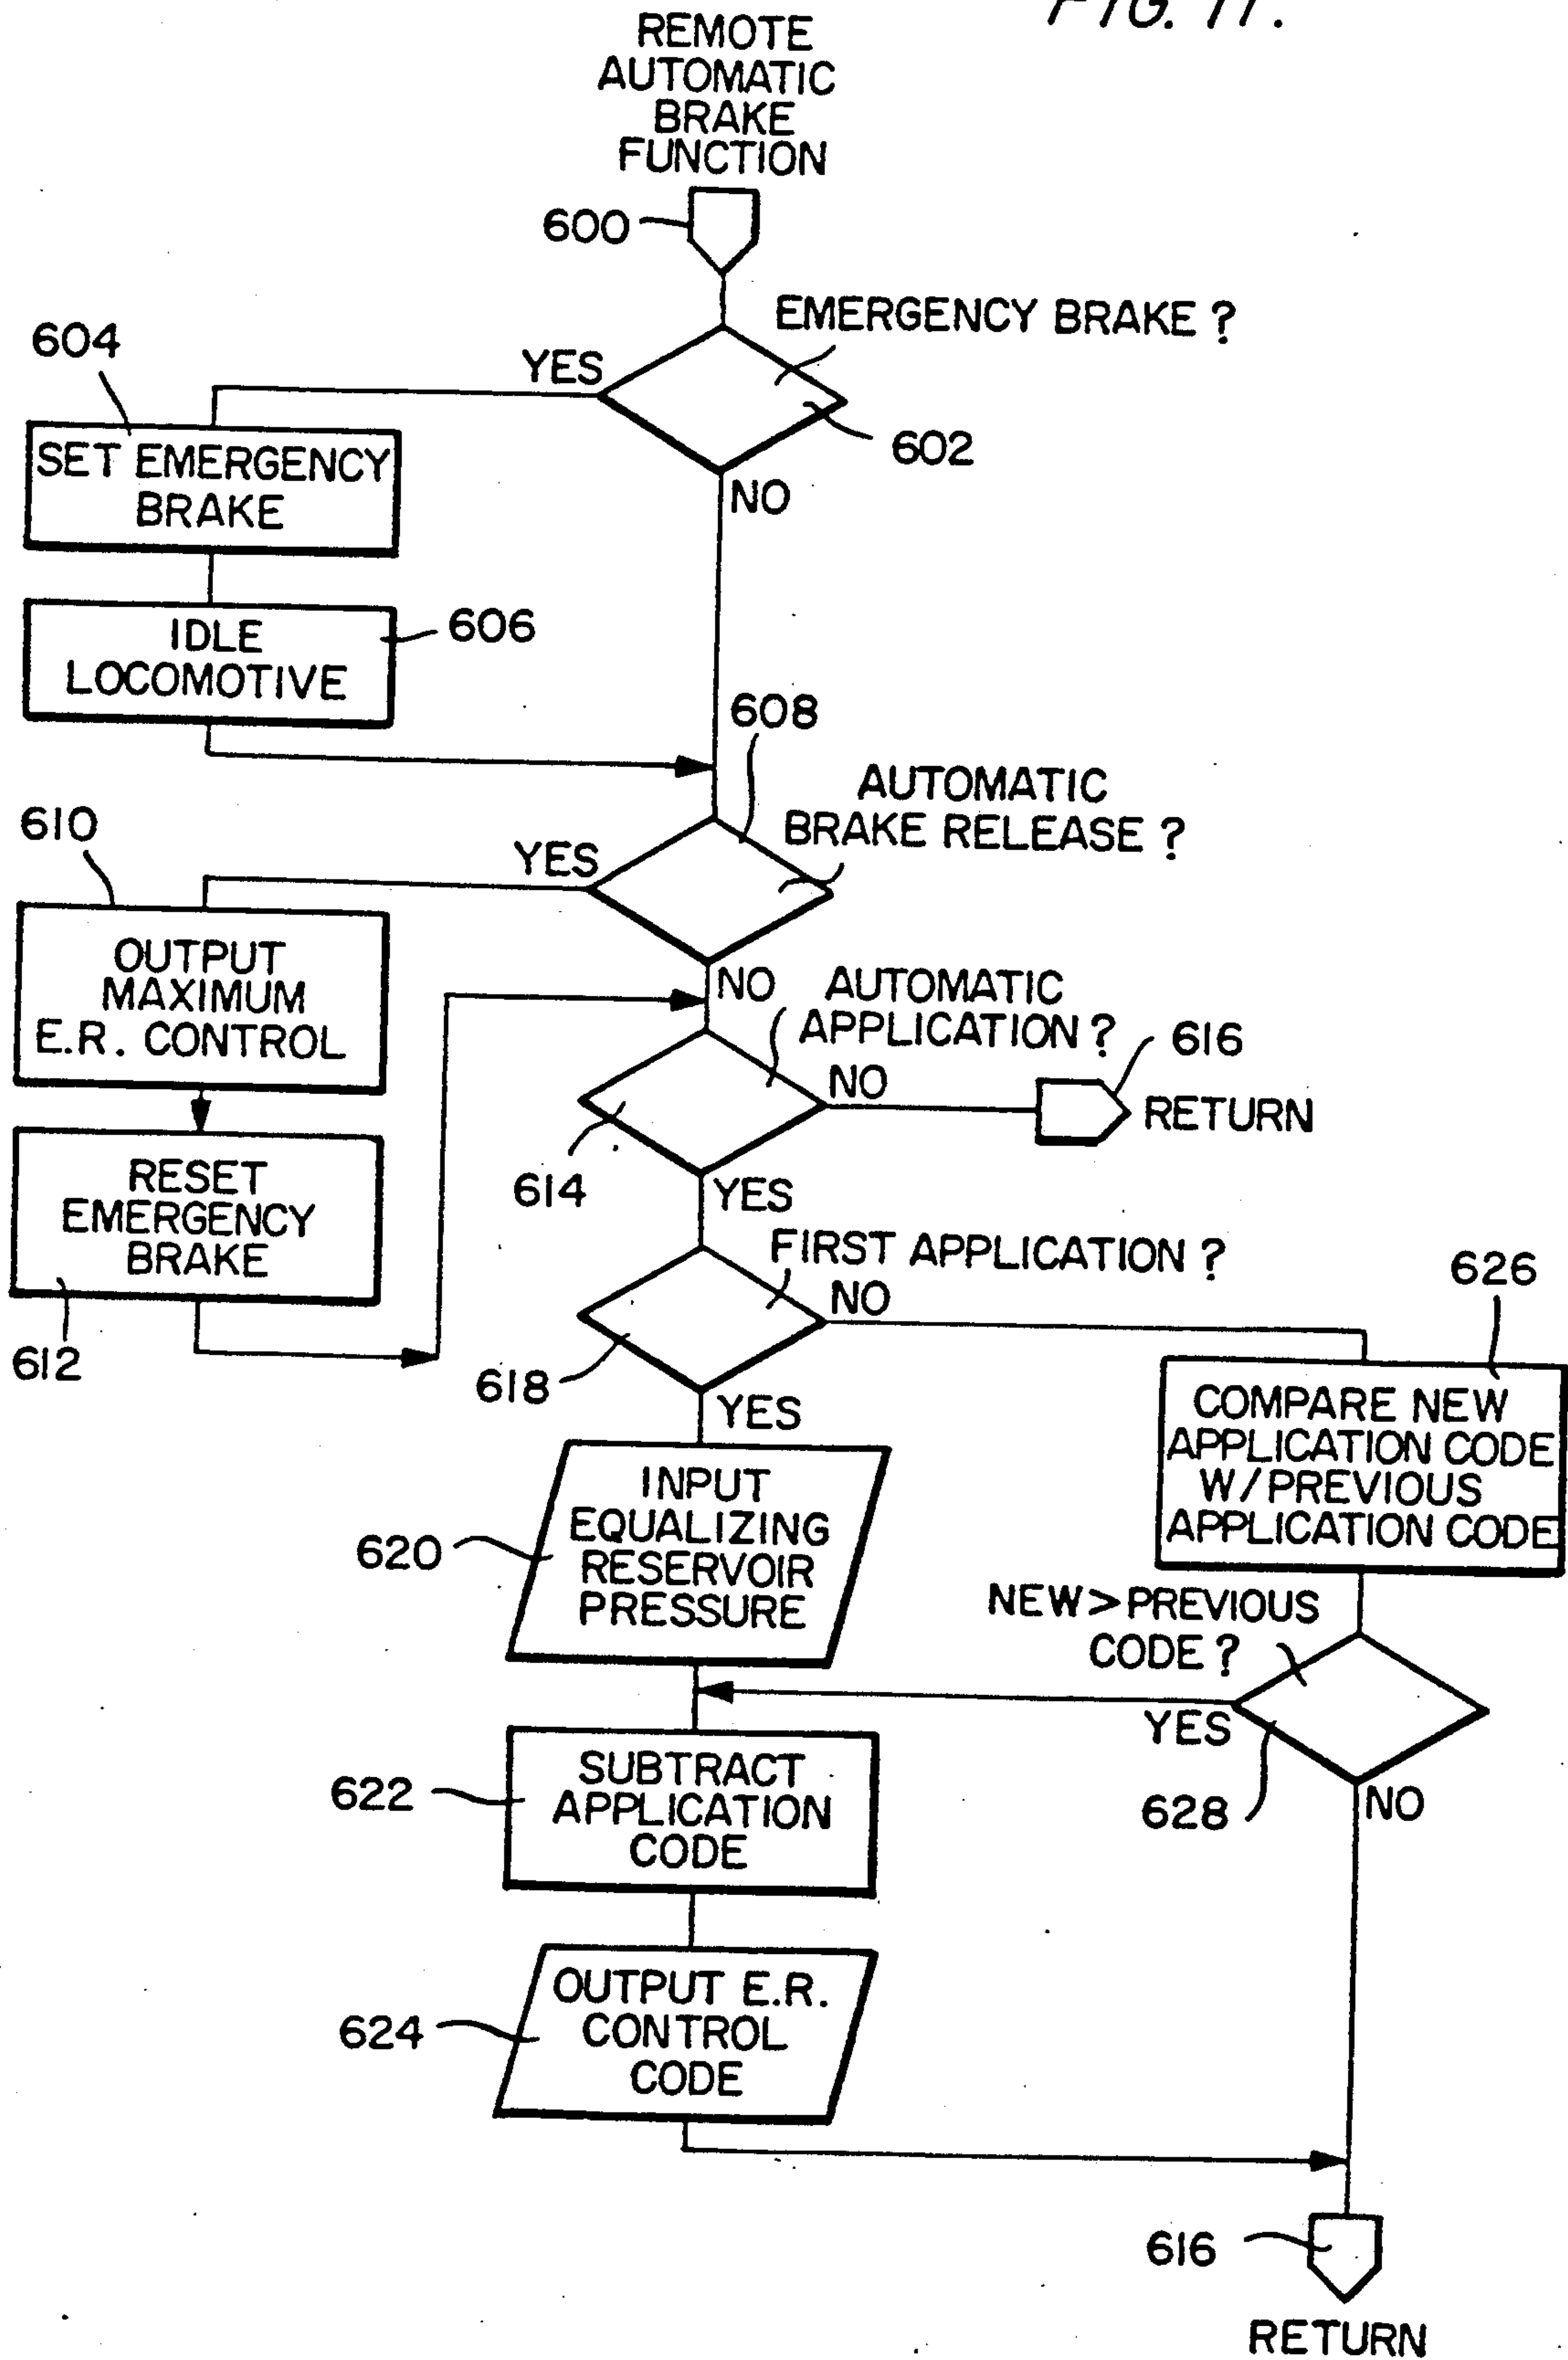 FIG. 11.
REMOTE
AUTOMATIC
BRAKE
FUNCTION
600
EMERGENCY BRAKE ?
604
YES
602
SET EMERGENCY
BRAKE
NO
IDLE
LOCOMOTIVE
606
608
AUTOMATIC
BRAKE RELEASE ?
610
YES
OUTPUT
MAXIMUM
E.R. CONTROL
NO
AUTOMATIC
APPLICATION ?
616
NO
RETURN
RESET
EMERGENCY
BRAKE
614
YES
612
FIRST APPLICATION ?
NO
626
618
YES
COMPARE NEW
APPLICATION CODE
W/PREVIOUS
APPLICATION CODE
INPUT
EQUALIZING
RESERVOIR
PRESSURE
620
NEW > PREVIOUS
CODE ?
YES
628
NO
SUBTRACT
APPLICATION
CODE
622
OUTPUT E.R.
CONTROL
CODE
624
616
RETURN